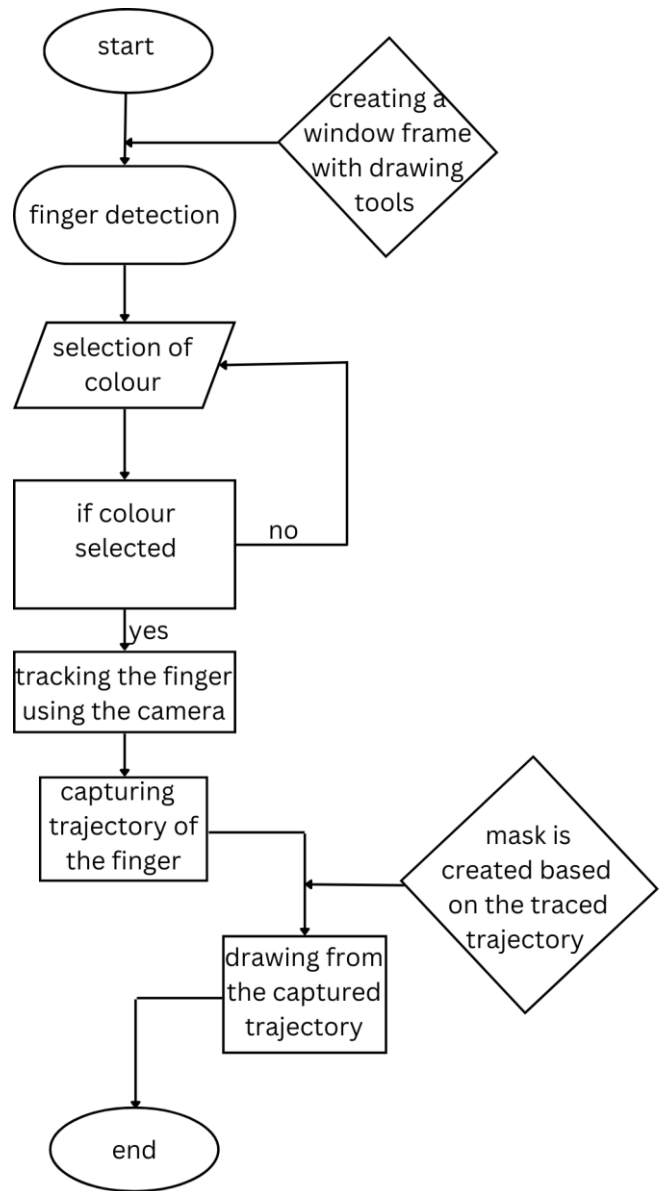 start
creating a
window frame
with drawing
tools
finger detection
selection of
colour
if colour
selected
no
yes
tracking the finger
using the camera
capturing
trajectory of
the finger
mask is
created based
on the traced
trajectory
drawing from
the captured
trajectory
end